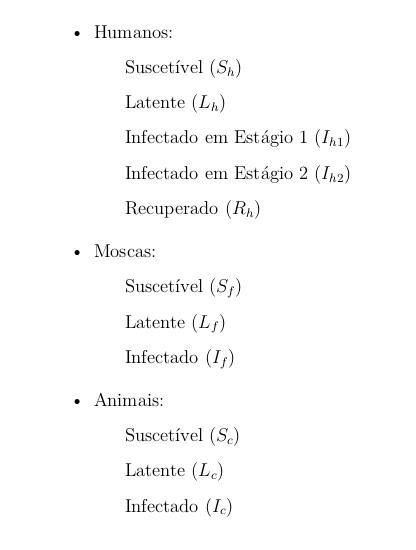 • Humanos:
Suscetível (S_h)
Latente (L_h)
Infectado em Estágio 1 (I_{h1})
Infectado em Estágio 2 (I_{h2})
Recuperado (R_h)
• Moscas:
Suscetível (S_f)
Latente (L_f)
Infectado (I_f)
• Animais:
Suscetível (S_c)
Latente (L_c)
Infectado (I_c)